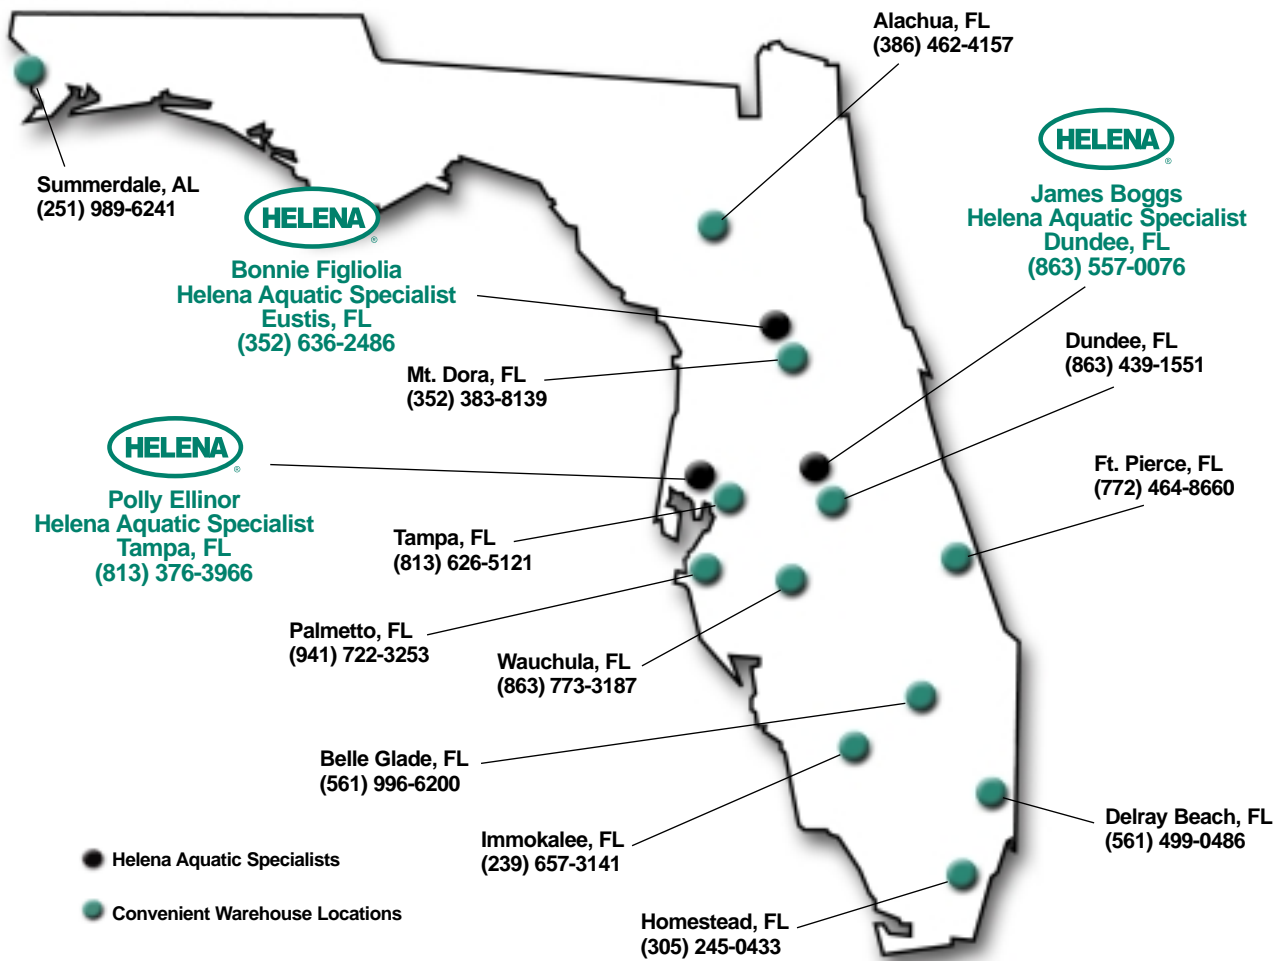 Alachua, FL
(386) 462-4157
HELENA
®
James Boggs
Helena Aquatic Specialist
Dundee, FL
(863) 557-0076
Summerdale, AL
(251) 989-6241
HELENA
®
Bonnie Figliolia
Helena Aquatic Specialist
Eustis, FL
(352) 636-2486
Dundee, FL
(863) 439-1551
Mt. Dora, FL
(352) 383-8139
HELENA
®
Polly Ellinor
Helena Aquatic Specialist
Tampa, FL
(813) 376-3966
Ft. Pierce, FL
(772) 464-8660
Tampa, FL
(813) 626-5121
Palmetto, FL
(941) 722-3253
Wauchula, FL
(863) 773-3187
Belle Glade, FL
(561) 996-6200
Immokalee, FL
(239) 657-3141
Delray Beach, FL
(561) 499-0486
Homestead, FL
(305) 245-0433
Helena Aquatic Specialists
Convenient Warehouse Locations